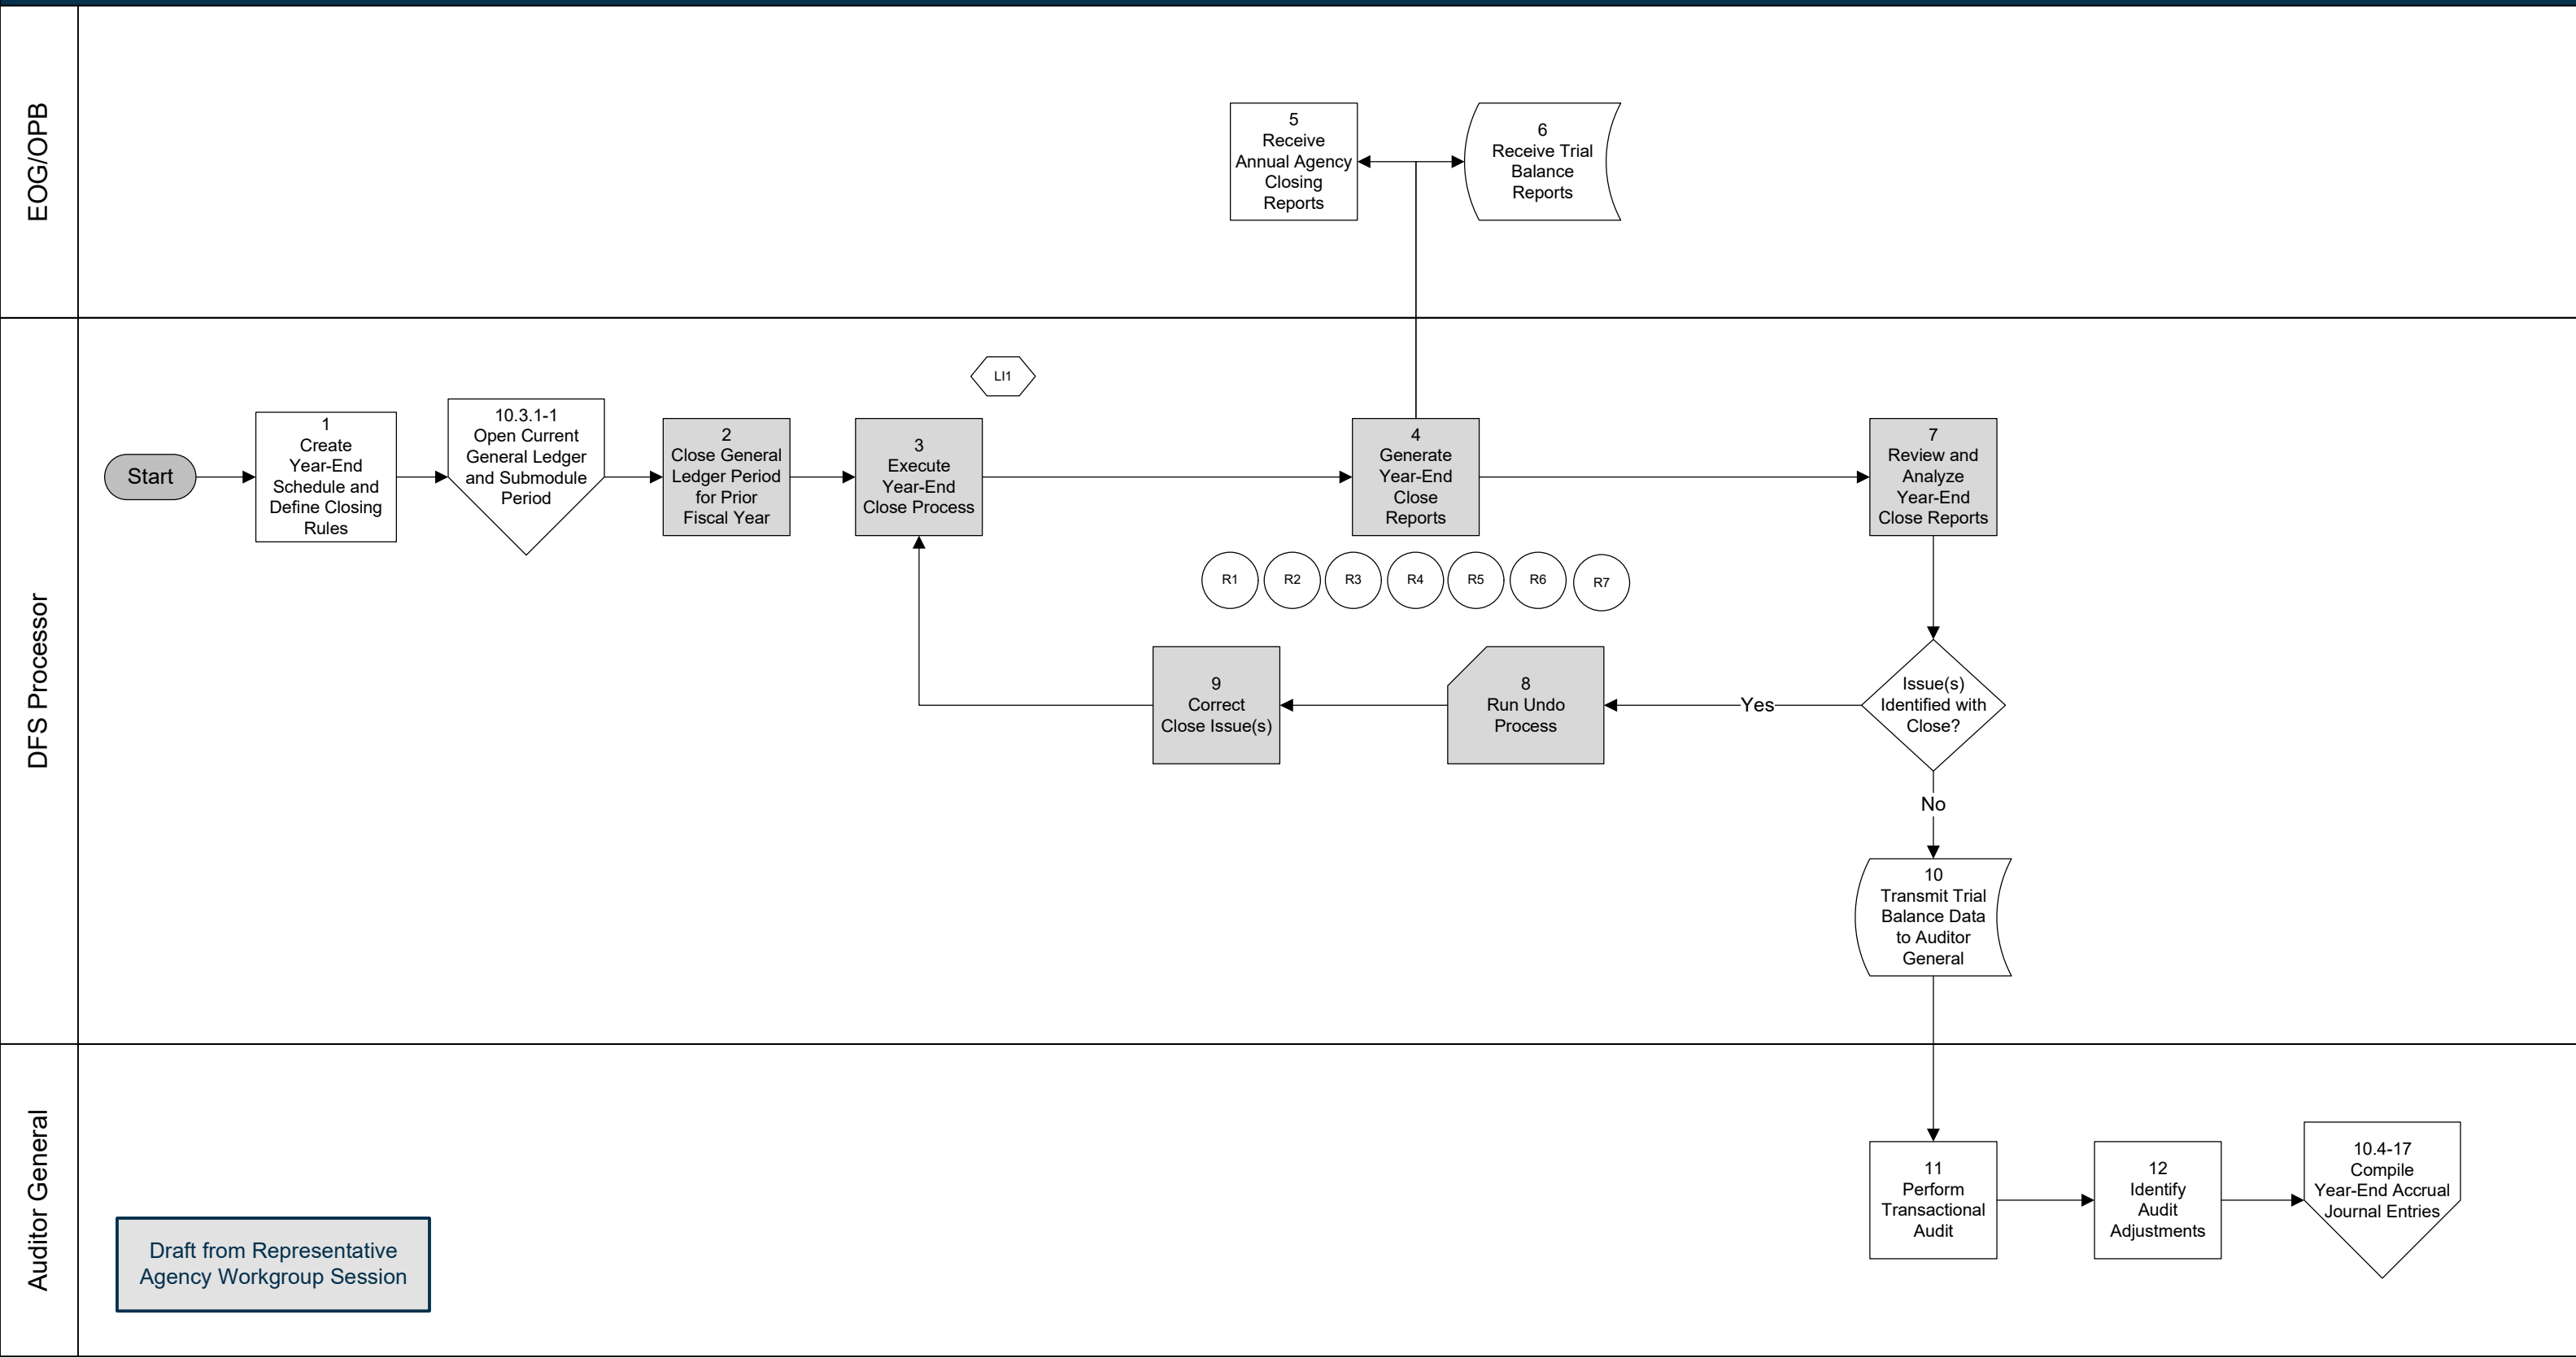 EOG/OPB
5
Receive
Annual Agency
Closing
Reports
6
Receive Trial
Balance
Reports
DFS Processor
LI1
Start
1
Create
Year-End
Schedule and
Define Closing
Rules
10.3.1-1
Open Current
General Ledger
and Submodule
Period
2
Close General
Ledger Period
for Prior
Fiscal Year
3
Execute
Year-End
Close Process
4
Generate
Year-End
Close
Reports
7
Review and
Analyze
Year-End
Close Reports
R1
R2
R3
R4
R5
R6
R7
9
Correct
Close Issue(s)
8
Run Undo
Process
Yes
Issue(s)
Identified with
Close?
No
10
Transmit Trial
Balance Data
to Auditor
General
Auditor General
11
Perform
Transactional
Audit
12
Identify
Audit
Adjustments
10.4-17
Compile
Year-End Accrual
Journal Entries
Draft from Representative
Agency Workgroup Session